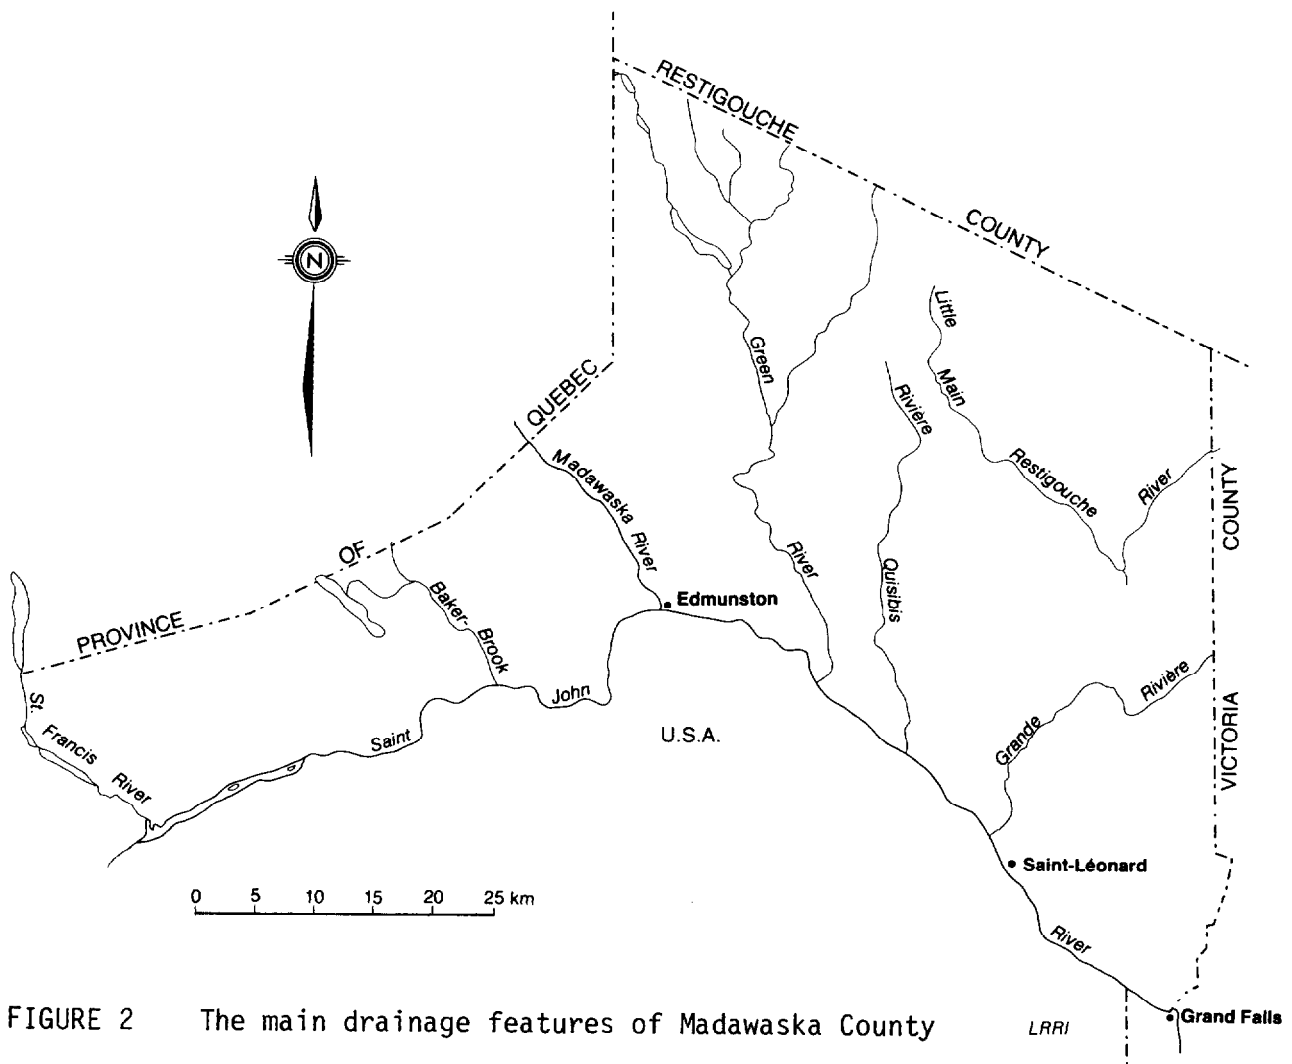 RESTIGOUCHE COUNTY
N
Little Main Restigouche River
Green River
QUEBEC
Rivière Quisibis
Madawaska River
COUNTY
OF
PROVINCE
Baker-Brook
Edmunston
St. Francis River
Saint John River
U.S.A.
Grande Rivière
VICTORIA
Saint-Léonard
0 5 10 15 20 25 km
Grand Falls
FIGURE 2 The main drainage features of Madawaska County
LRRI